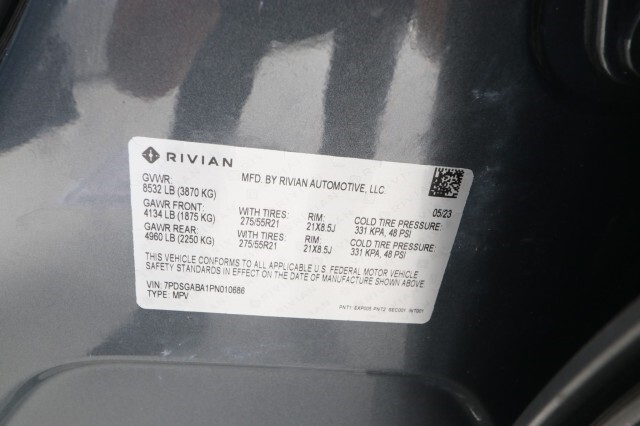 RIVIAN
MFD. BY RIVIAN AUTOMOTIVE, LLC.
GVWR:
8532 LB (3870 KG)
05/23
GAWR FRONT: WITH TIRES: RIM: COLD TIRE PRESSURE:
4134 LB (1875 KG) 275/55R21 21X8.5J 331 KPA, 48 PSI
GAWR REAR: WITH TIRES: RIM: COLD TIRE PRESSURE:
4960 LB (2250 KG) 275/55R21 21X8.5J 331 KPA, 48 PSI
THIS VEHICLE CONFORMS TO ALL APPLICABLE U.S. FEDERAL MOTOR VEHICLE
SAFETY STANDARDS IN EFFECT ON THE DATE OF MANUFACTURE SHOWN ABOVE
VIN: 7PDSGABA1PN010686
TYPE: MPV